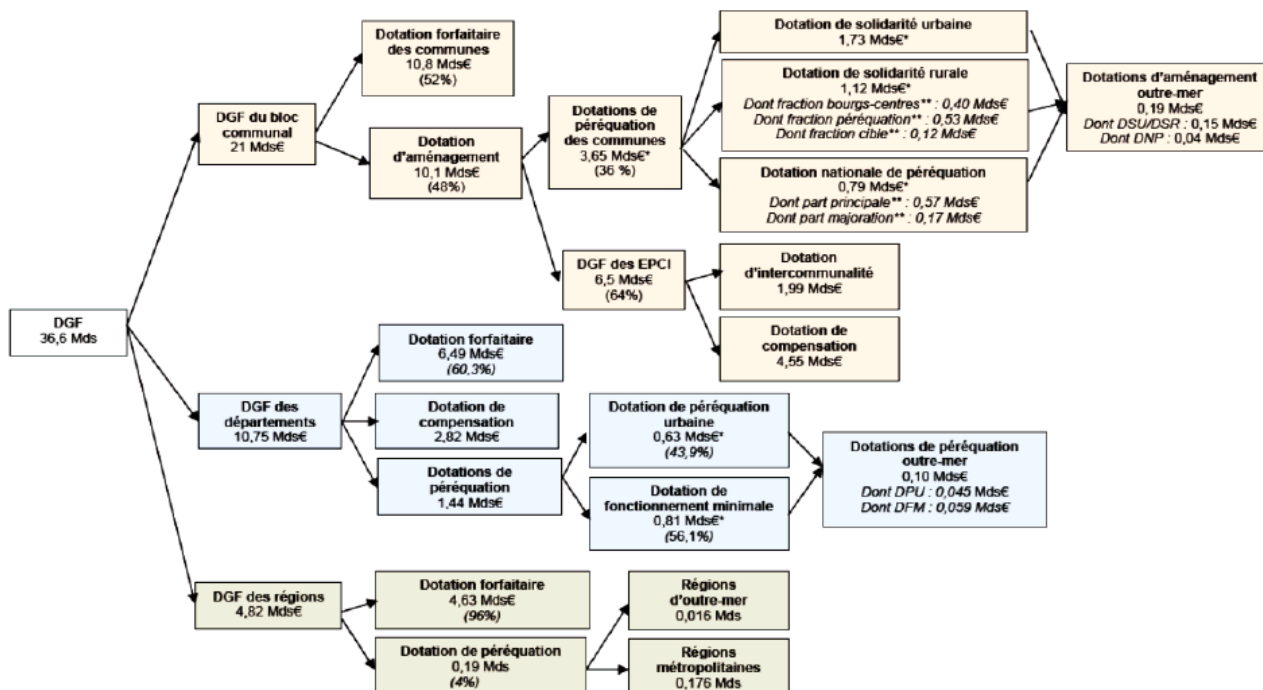 DGF
36,6 Mds
DGF du bloc
communal
21 Mds€
Dotation forfaitaire
des communes
10,8 Mds€
(52%)
Dotation
d'aménagement
10,1 Mds€
(48%)
Dotations de
péréquation
des communes
3,65 Mds€*
(36 %)
Dotation de solidarité urbaine
1,73 Mds€*
Dotation de solidarité rurale
1,12 Mds€*
Dont fraction bourgs-centres** : 0,40 Mds€
Dont fraction péréquation** : 0,53 Mds€
Dont fraction cible** : 0,12 Mds€
Dotation nationale de péréquation
0,79 Mds€*
Dont part principale** : 0,57 Mds€
Dont part majoration** : 0,17 Mds€
Dotations d'aménagement
outre-mer
0,19 Mds€
Dont DSU/DSR : 0,15 Mds€
Dont DNP : 0,04 Mds€
DGF des EPCI
6,5 Mds€
(64%)
Dotation
d'intercommunalité
1,99 Mds€
Dotation de
compensation
4,55 Mds€
DGF des
départements
10,75 Mds€
Dotation forfaitaire
6,49 Mds€
(60,3%)
Dotation de
compensation
2,82 Mds€
Dotations de
péréquation
1,44 Mds€
Dotation de péréquation
urbaine
0,63 Mds€*
(43,9%)
Dotation de
fonctionnement minimale
0,81 Mds€*
(56,1%)
Dotations de péréquation
outre-mer
0,10 Mds€
Dont DPU : 0,045 Mds€
Dont DFM : 0,059 Mds€
DGF des régions
4,82 Mds€
Dotation forfaitaire
4,63 Mds€
(96%)
Dotation de péréquation
0,19 Mds
(4%)
Régions
d'outre-mer
0,016 Mds
Régions
métropolitaines
0,176 Mds